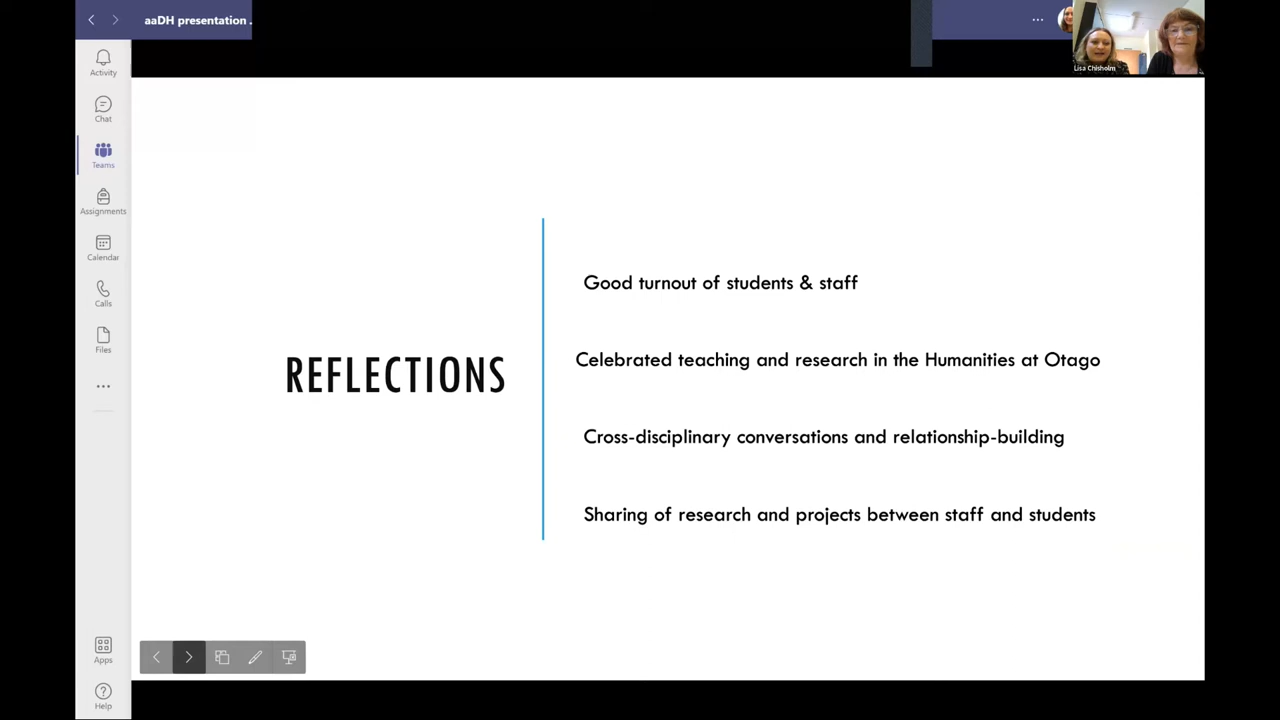 aaDH presentation .
...
Lisa Chisholm
Activity
Chat
Teams
Assignments
Calendar
Calls
Files
...
Apps
Help
REFLECTIONS
Good turnout of students & staff
Celebrated teaching and research in the Humanities at Otago
Cross-disciplinary conversations and relationship-building
Sharing of research and projects between staff and students